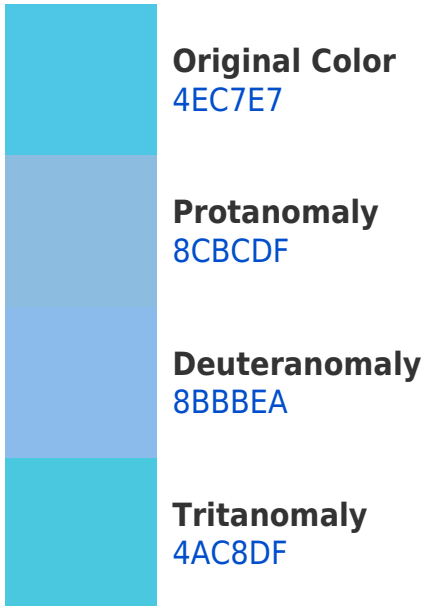 Original Color
4EC7E7
Protanomaly
8CBCDF
Deuteranomaly
8BBBEA
Tritanomaly
4AC8DF